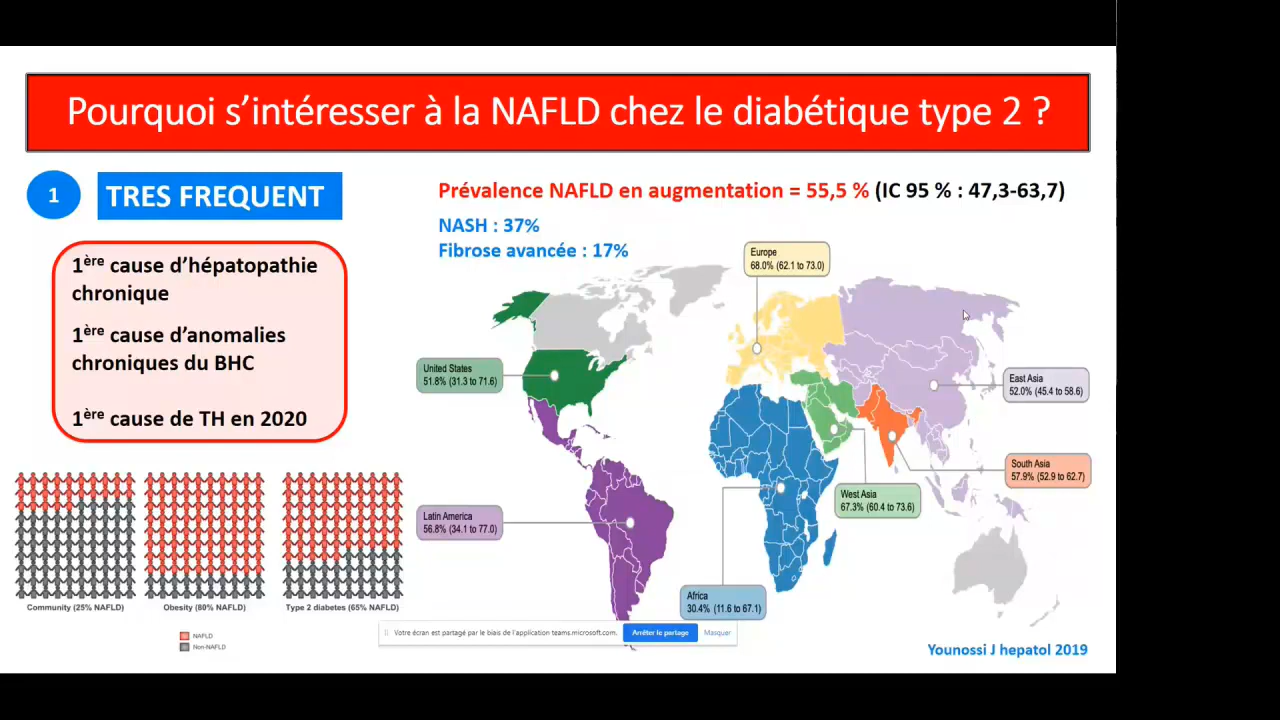 Pourquoi s’intéresser à la NAFLD chez le diabétique type 2 ?
1
TRES FREQUENT
1ère cause d’hépatopathie
chronique
1ère cause d’anomalies
chroniques du BHC
1ère cause de TH en 2020
Prévalence NAFLD en augmentation = 55,5 % (IC 95 % : 47,3-63,7)
NASH : 37%
Fibrose avancée : 17%
Europe
68.0% (62.1 to 73.0)
United States
51.8% (31.3 to 71.6)
East Asia
52.0% (45.4 to 58.6)
South Asia
57.9% (52.9 to 62.7)
West Asia
67.3% (60.4 to 73.6)
Latin America
56.8% (34.1 to 77.0)
Africa
30.4% (11.6 to 67.1)
Community (25% NAFLD)
Obesity (80% NAFLD)
Type 2 diabetes (65% NAFLD)
NAFLD
Non-NAFLD
Votre écran est partagé par le biais de l'application teams.microsoft.com.
Arrêter le partage
Masquer
Younossi J hepatol 2019